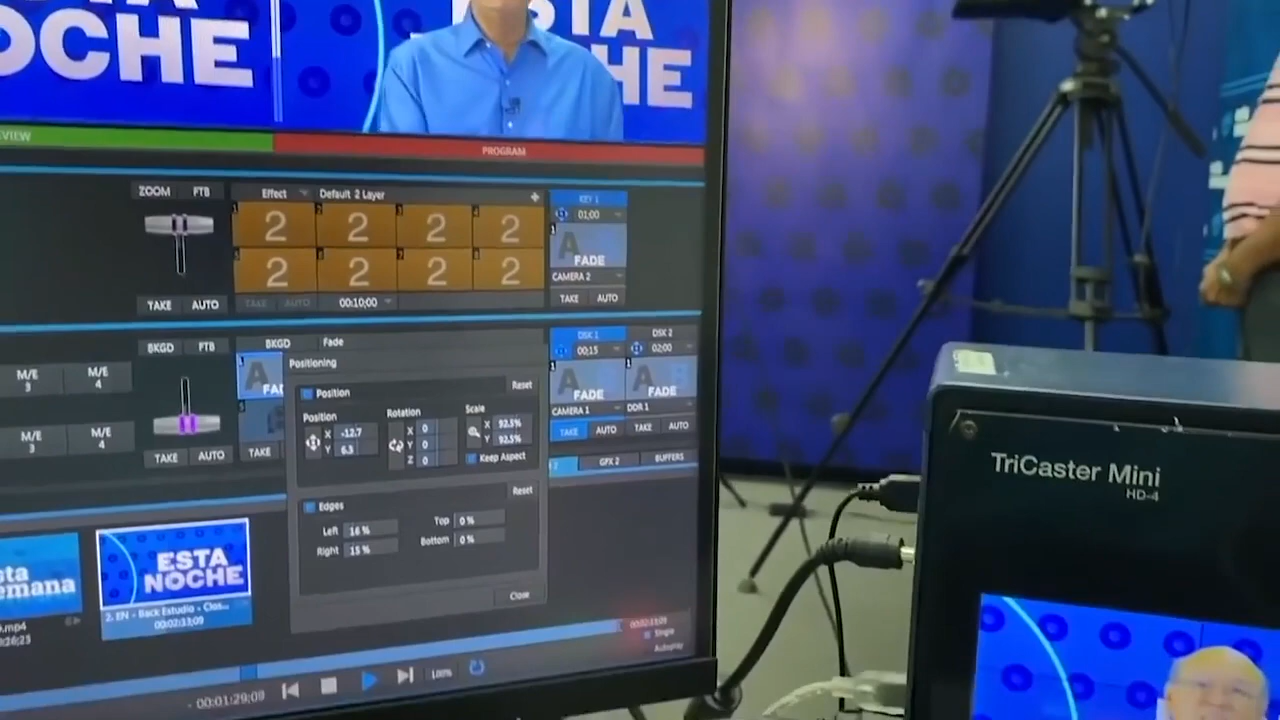 ESTA
NOCHE
ESTA
NOCHE
VIEW
PROGRAM
ZOOM FTB
Effect Default 2 Layer
KEY 1
01;00
2 2 2 2
2 2 2 2
A
FADE
CAMERA 2
TAKE AUTO
TAKE AUTO
00:10;00
TAKE AUTO
BKGD FTB
BKGD Fade
DSK 1
DSK 2
00;15
02;00
M/E
3
M/E
4
A FA
A
FADE
A
FADE
CAMERA 1
DDR 1
M/E
3
M/E
4
TAKE AUTO
TAKE
TAKE AUTO
TAKE AUTO
GFX 2
BUFFERS
Positioning
Position
Reset
Position
X -12.7
Y 6.3
Rotation
X 0
Y 0
Z 0
Scale
X 92.5%
Y 92.5%
Keep Aspect
Edges
Reset
Left 16 %
Right 15 %
Top 0 %
Bottom 0 %
Close
sta
emana
.mp4
ESTA
NOCHE
2. EN - Back Estudio - Clos...
00:02:33;09
00:01:29;09
100%
Single
Autoplay
TriCaster Mini
HD-4